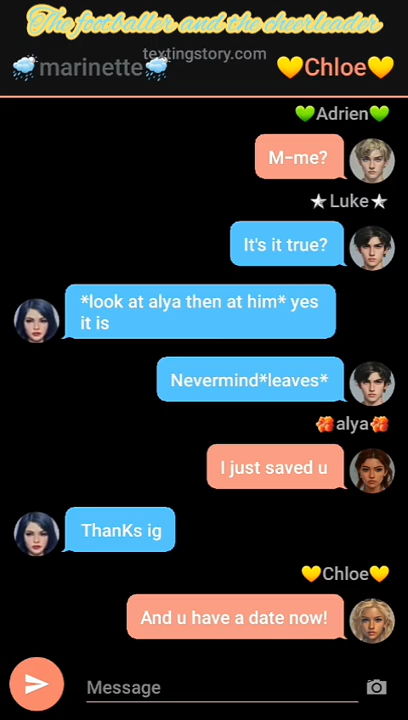 The footballer and the cheerleader
textingstory.com
🌧️marinette🌧️
💛Chloe💛
💚Adrien💚
M-me?
★Luke★
It's it true?
*look at alya then at him* yes
it is
Nevermind*leaves*
🎁alya🎁
I just saved u
ThanKs ig
💛Chloe💛
And u have a date now!
Message